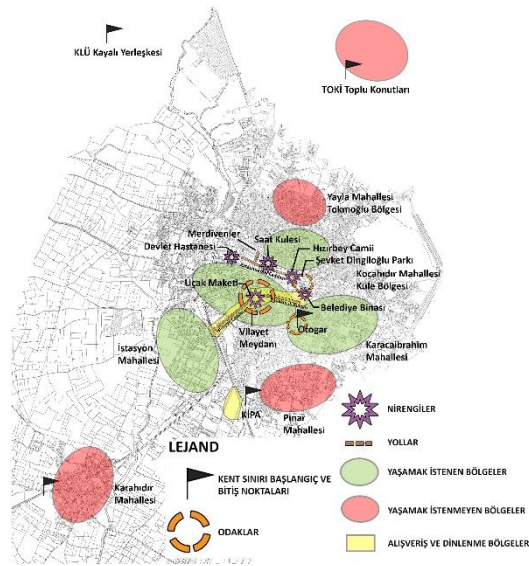 KLÜ Kayalı Yerleşkesi
TOKİ Toplu Konutları
Yayla Mahallesi
Tokmoğlu Bölgesi
Merdivenler
Devlet Hastanesi
Saat Kulesi
Hızırbey Camii
Şevket Dingiloğlu Parkı
Kocahıdır Mahallesi
Kule Bölgesi
Uçak Maketi
Belediye Binası
Vilayet
Meydanı
Otogar
İstasyon
Mahallesi
Karacaibrahim
Mahallesi
KİPA
Pınar
Mahallesi
Karahıdır
Mahallesi
LEJAND
KENT SINIRI BAŞLANGIÇ VE
BİTİŞ NOKTALARI
ODAKLAR
NİRENGİLER
YOLLAR
YAŞAMAK İSTENEN BÖLGELER
YAŞAMAK İSTENMEYEN BÖLGELER
ALIŞVERİŞ VE DİNLENME BÖLGELER